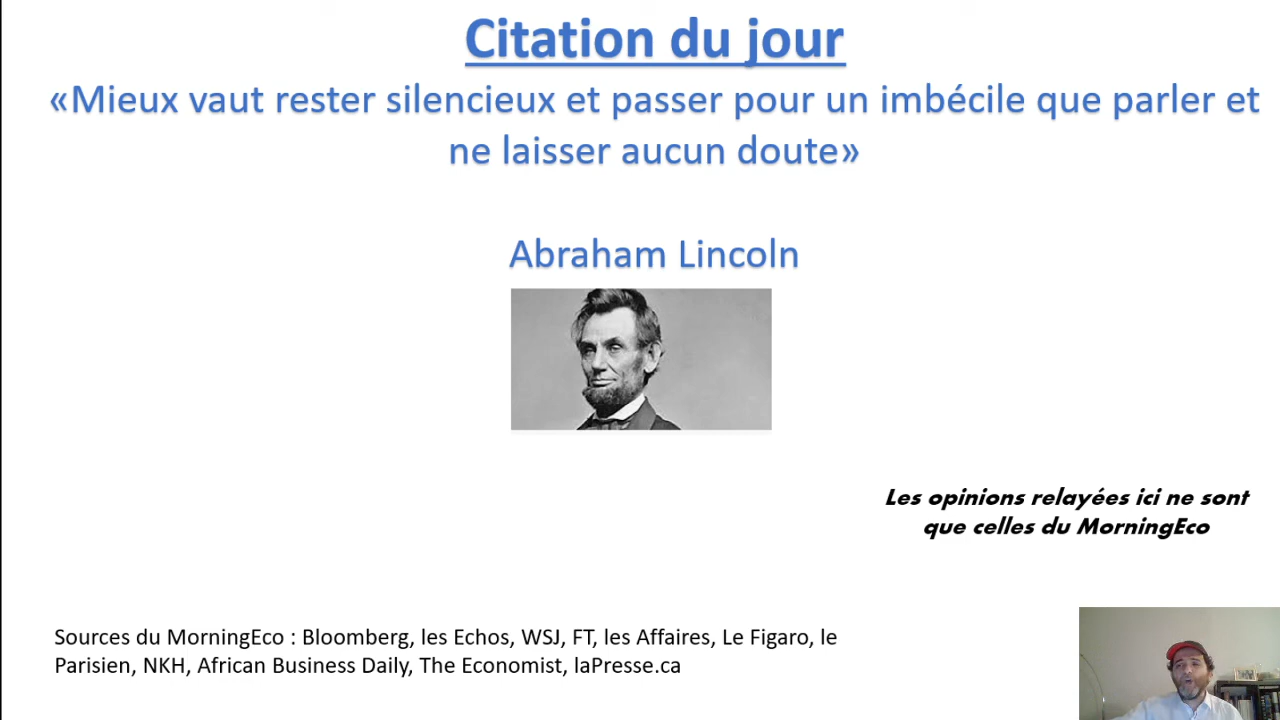 Citation du jour
«Mieux vaut rester silencieux et passer pour un imbécile que parler et
ne laisser aucun doute»
Abraham Lincoln
Les opinions relayées ici ne sont
que celles du MorningEco
Sources du MorningEco : Bloomberg, les Echos, WSJ, FT, les Affaires, Le Figaro, le
Parisien, NKH, African Business Daily, The Economist, laPresse.ca